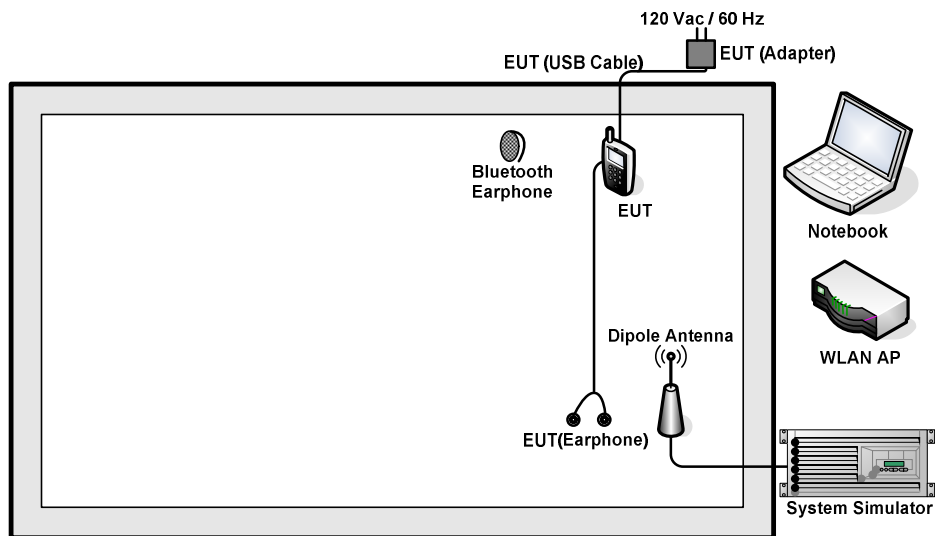 120 Vac / 60 Hz
EUT (USB Cable)
EUT (Adapter)
Bluetooth
Earphone
EUT
Notebook
WLAN AP
Dipole Antenna
EUT(Earphone)
System Simulator